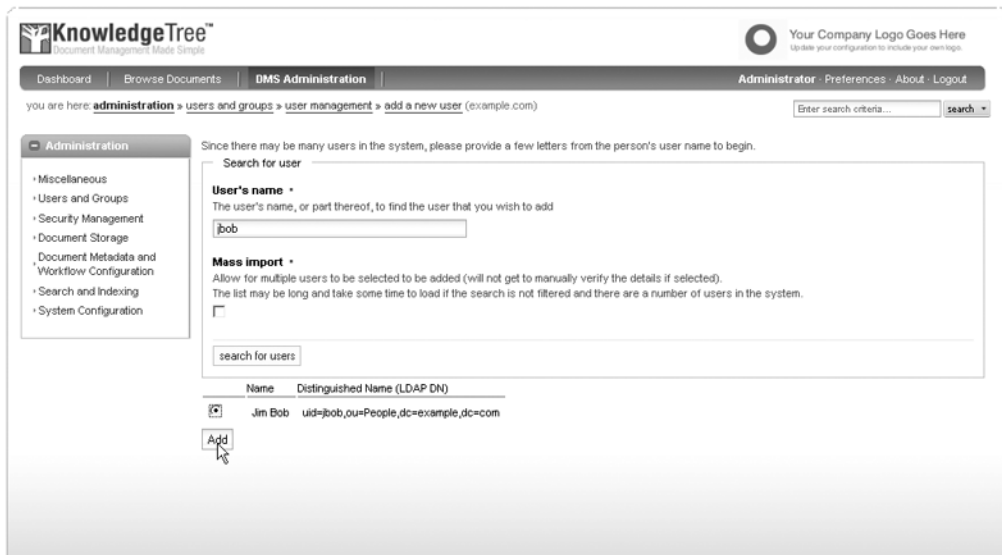 KnowledgeTree™
Document Management Made Simple
Your Company Logo Goes Here
Update your configuration to include your own logo.
Dashboard Browse Documents DMS Administration Administrator · Preferences · About · Logout
you are here: administration » users and groups » user management » add a new user (example.com) Enter search criteria... search
Administration
Miscellaneous
Users and Groups
Security Management
Document Storage
Document Metadata and
Workflow Configuration
Search and Indexing
System Configuration
Since there may be many users in the system, please provide a few letters from the person's user name to begin.
Search for user
User's name
The user's name, or part thereof, to find the user that you wish to add
jbob
Mass import
Allow for multiple users to be selected to be added (will not get to manually verify the details if selected).
The list may be long and take some time to load if the search is not filtered and there are a number of users in the system.
search for users
Name Distinguished Name (LDAP DN)
Jim Bob uid=jbob,ou=People,dc=example,dc=com
Add